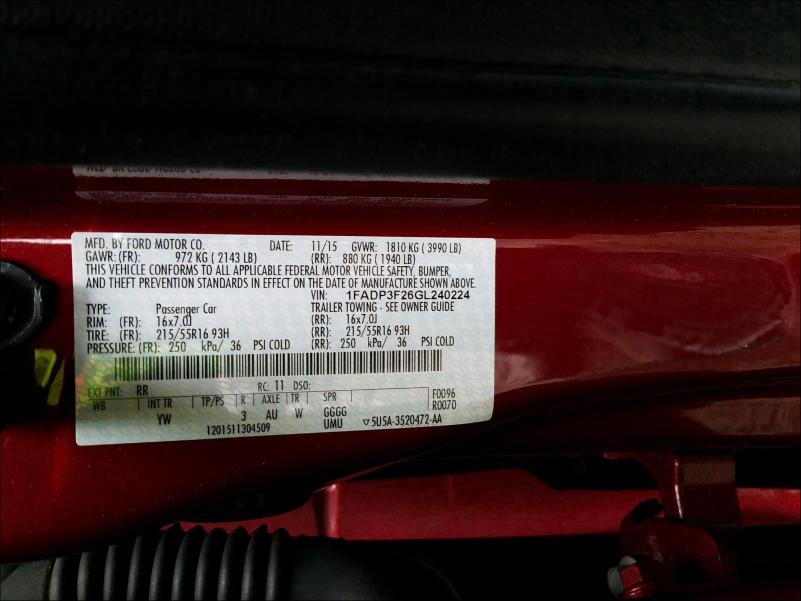 MFD. BY FORD MOTOR CO. DATE: 11/15 GVWR: 1810 KG ( 3990 LB)
GAWR: (FR) 972 KG ( 2143 LB) (RR): 880 KG ( 1940 LB)
THIS VEHICLE CONFORMS TO ALL APPLICABLE FEDERAL MOTOR VEHICLE SAFETY, BUMPER,
AND THEFT PREVENTION STANDARDS IN EFFECT ON THE DATE OF MANUFACTURE SHOWN ABOVE.
VIN: 1FADP3F26GL240224
TYPE: Passenger Car TRAILER TOWING - SEE OWNER GUIDE
RIM: (FR) 16x7.0J (RR): 16x7.0J
TIRE: (FR) 215/55R16 93H (RR): 215/55R16 93H
PRESSURE: (FR) 250 kPa/ 36 PSI COLD (RR): 250 kPa/ 36 PSI COLD
EXT PNT: RR RC: 11 DSO: F0096
WB INT TR TP/PS R AXLE TR SPR R0070
YW 3 AU W GGGG
1201511304509 UMU ▽5U5A-3520472-AA